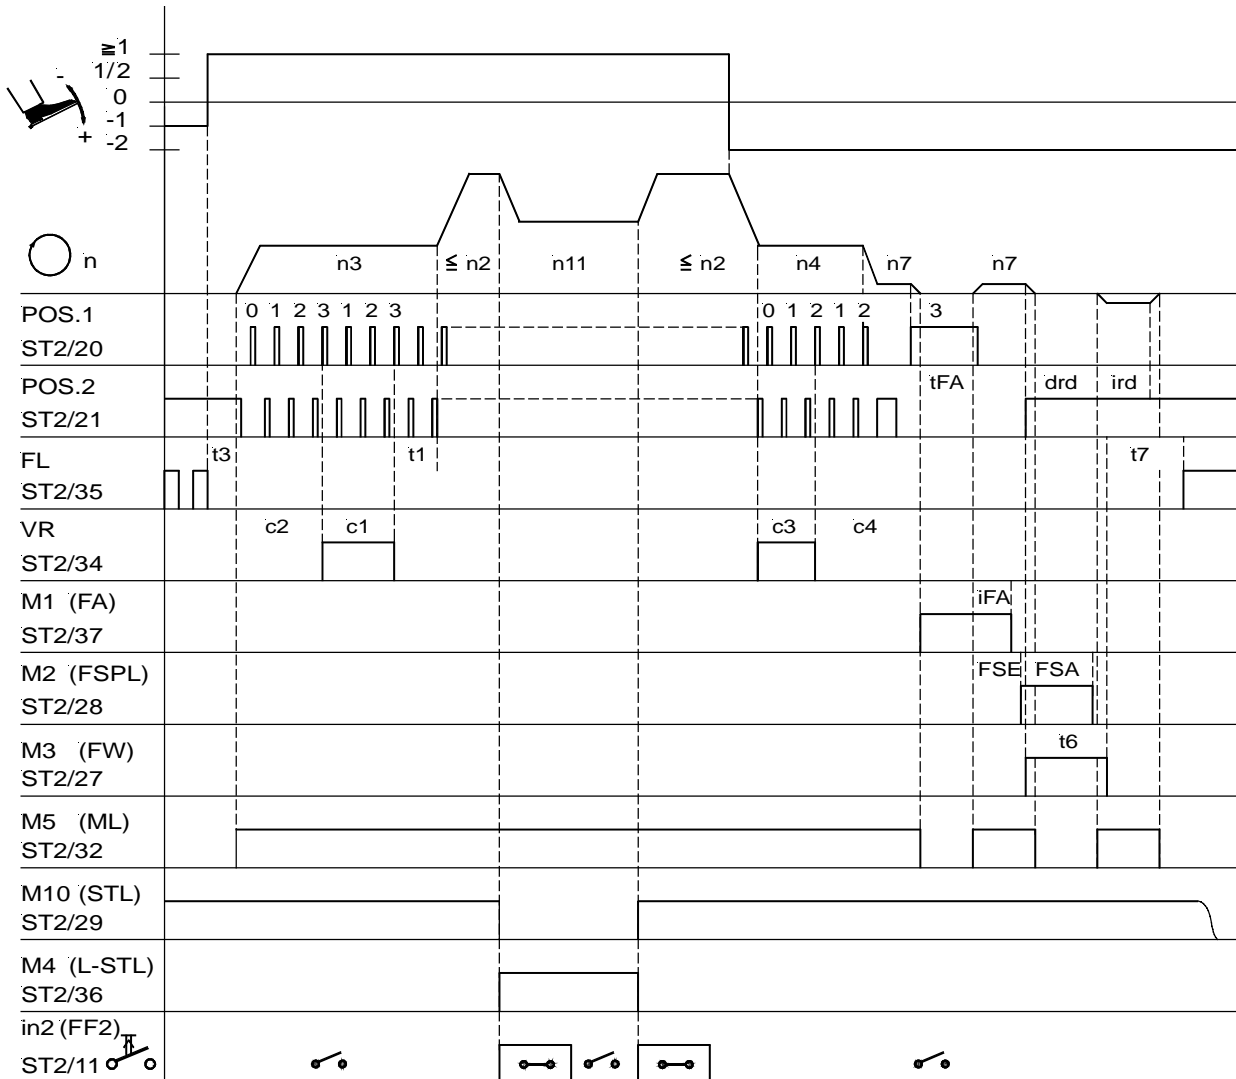 ≧1
- 1/2
0
-1
+ -2
n n3 ≦ n2 n11 ≦ n2 n4 n7 n7
POS.1 0 1 2 3 1 2 3 0 1 2 1 2 3
ST2/20
POS.2 tFA drd ird
ST2/21
FL t3 t1 t7
ST2/35
VR c2 c1 c3 c4
ST2/34
M1 (FA) iFA
ST2/37
M2 (FSPL) FSE FSA
ST2/28
M3 (FW) t6
ST2/27
M5 (ML)
ST2/32
M10 (STL)
ST2/29
M4 (L-STL)
ST2/36
in2 (FF2)
ST2/11